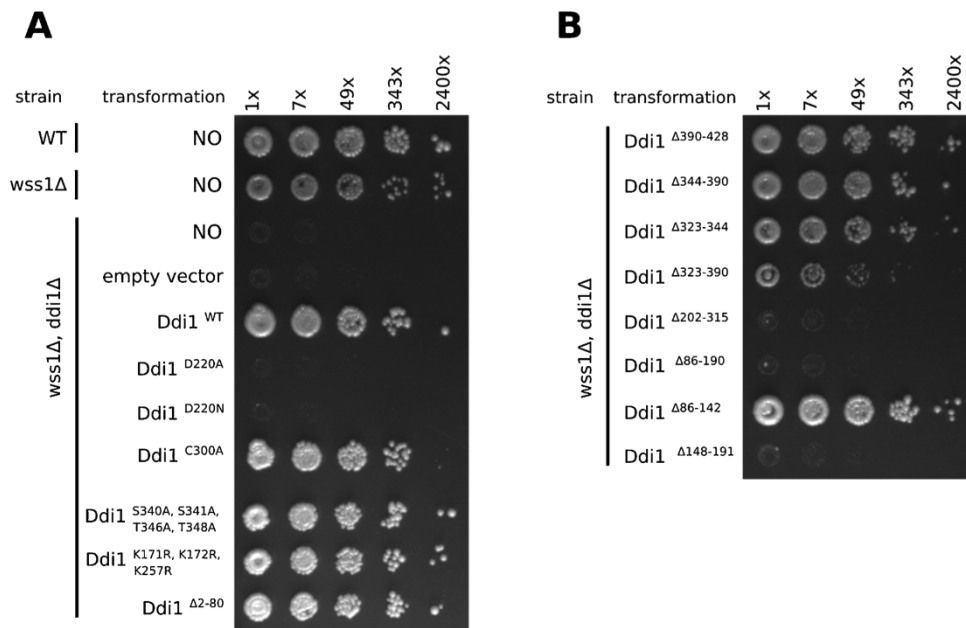 A
strain transformation 1x 7x 49x 343x 2400x
WT NO
wss1Δ NO
wss1Δ, ddi1Δ
NO
empty vector
Ddi1 WT
Ddi1 D220A
Ddi1 D220N
Ddi1 C300A
Ddi1 S340A, S341A,
T346A, T348A
Ddi1 K171R, K172R,
K257R
Ddi1 Δ2-80
B
strain transformation 1x 7x 49x 343x 2400x
wss1Δ, ddi1Δ
Ddi1 Δ390-428
Ddi1 Δ344-390
Ddi1 Δ323-344
Ddi1 Δ323-390
Ddi1 Δ202-315
Ddi1 Δ86-190
Ddi1 Δ86-142
Ddi1 Δ148-191